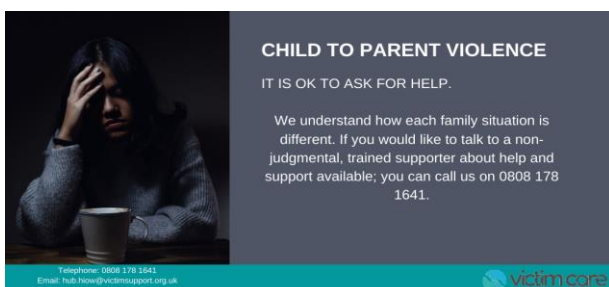 CHILD TO PARENT VIOLENCE
IT IS OK TO ASK FOR HELP.
We understand how each family situation is
different. If you would like to talk to a non-
judgmental, trained supporter about help and
support available; you can call us on 0808 178
1641.
Telephone: 0808 178 1641
Email: hub.hiow@victimsupport.org.uk
victim care